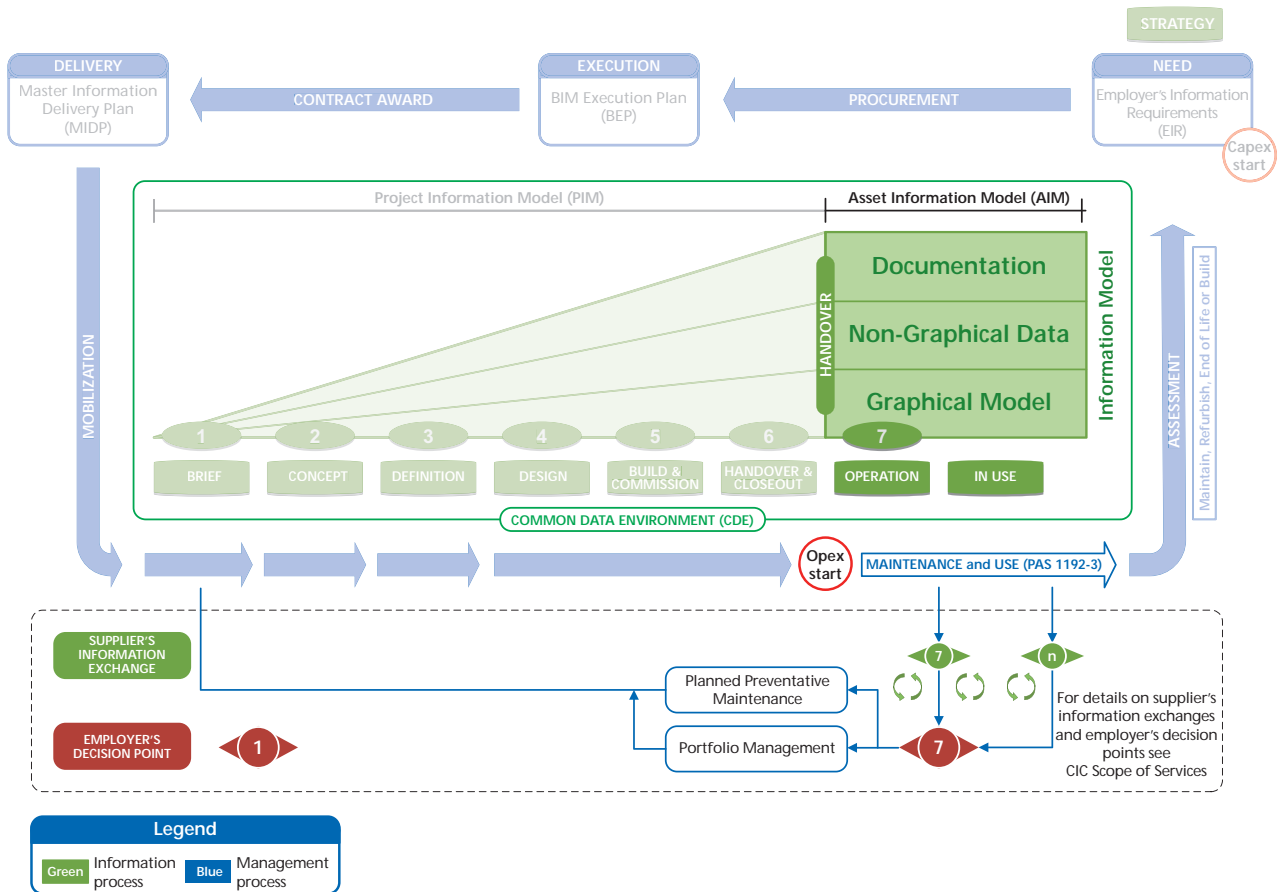 STRATEGY
DELIVERY
Master Information
Delivery Plan
(MIDP)
CONTRACT AWARD
EXECUTION
BIM Execution Plan
(BEP)
PROCUREMENT
NEED
Employer's Information
Requirements
(EIR)
Capex
start
Project Information Model (PIM)
Asset Information Model (AIM)
MOBILIZATION
HANDOVER
Documentation
Non-Graphical Data
Graphical Model
Information Model
ASSESSMENT
Maintain, Refurbish, End of Life or Build
1
2
3
4
5
6
7
BRIEF
CONCEPT
DEFINITION
DESIGN
BUILD &
COMMISSION
HANDOVER &
CLOSEOUT
OPERATION
IN USE
COMMON DATA ENVIRONMENT (CDE)
Opex
start
MAINTENANCE and USE (PAS 1192-3)
SUPPLIER'S
INFORMATION
EXCHANGE
7
n
Planned Preventative
Maintenance
For details on supplier's
information exchanges
and employer's decision
points see
CIC Scope of Services
EMPLOYER'S
DECISION POINT
1
Portfolio Management
7
Legend
Green
Information
process
Blue
Management
process